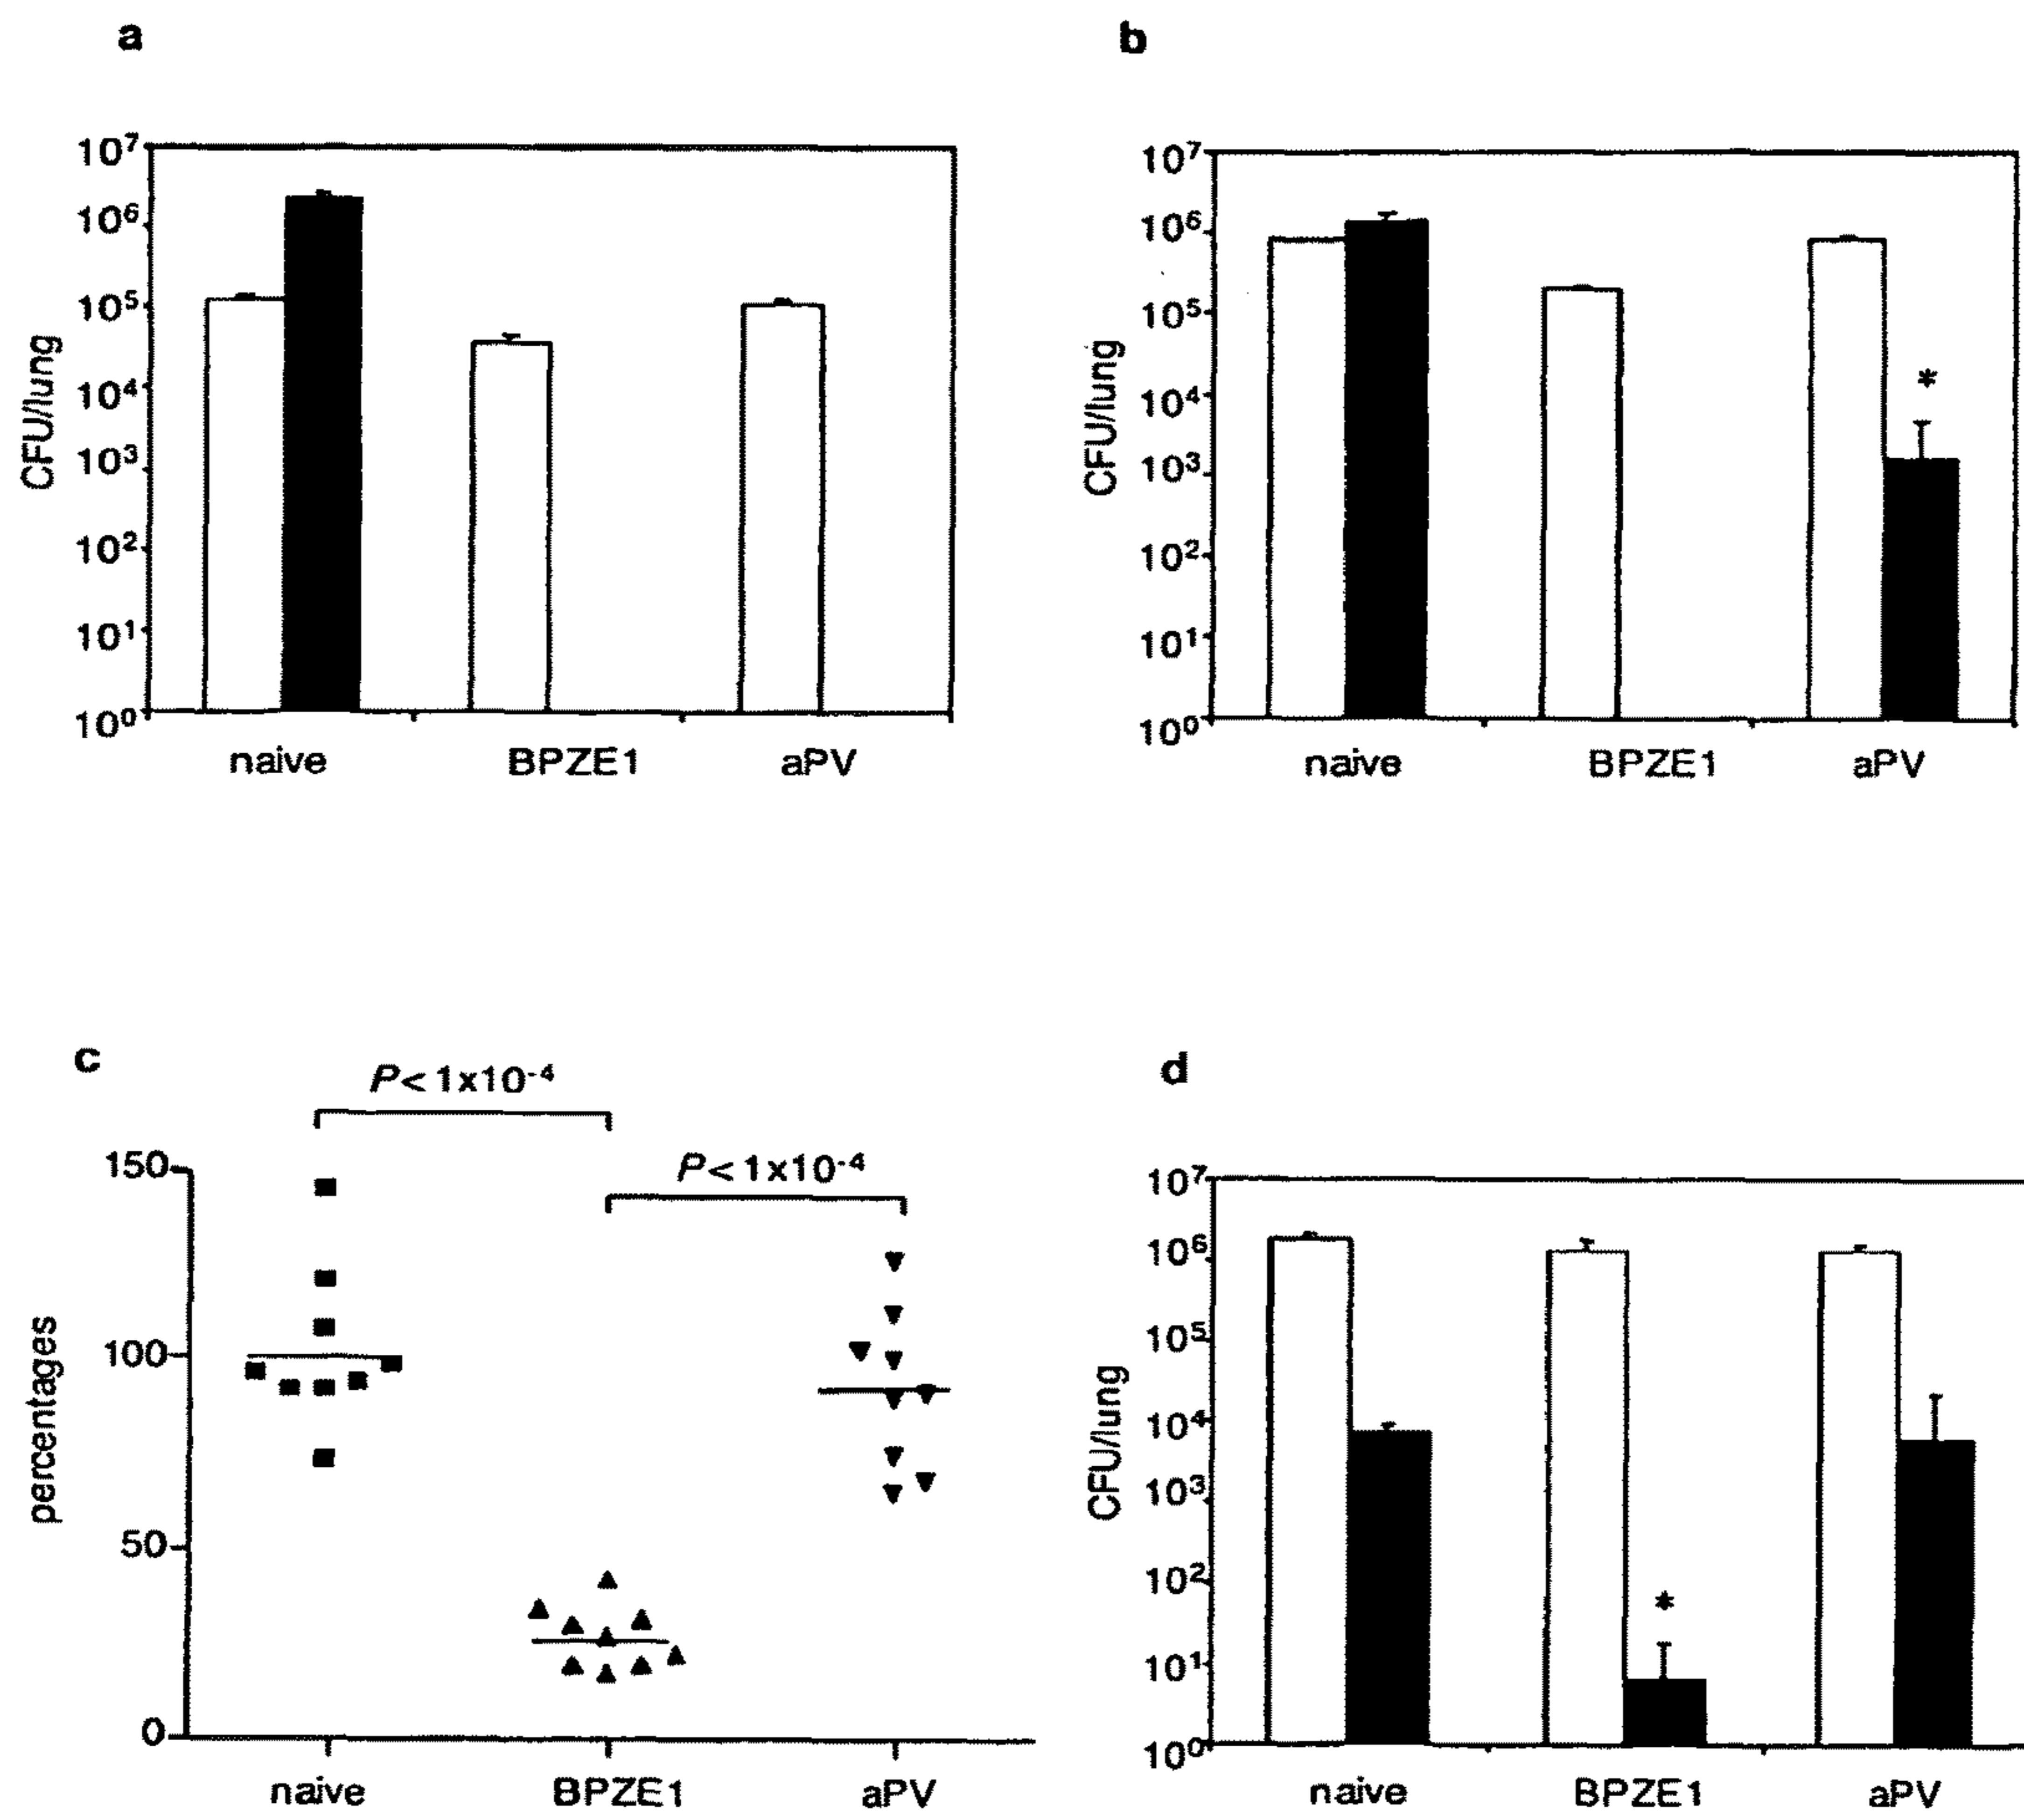 a
CFU/lung
10⁷
10⁶
10⁵
10⁴
10³
10²
10¹
10⁰
naive BPZE1 aPV
b
CFU/lung
10⁷
10⁶
10⁵
10⁴
10³
10²
10¹
10⁰
*
naive BPZE1 aPV
c
P< 1x10⁻⁴
P< 1x10⁻⁴
percentages
150
100
50
0
naive BPZE1 aPV
d
CFU/lung
10⁷
10⁶
10⁵
10⁴
10³
10²
10¹
10⁰
*
naive BPZE1 aPV